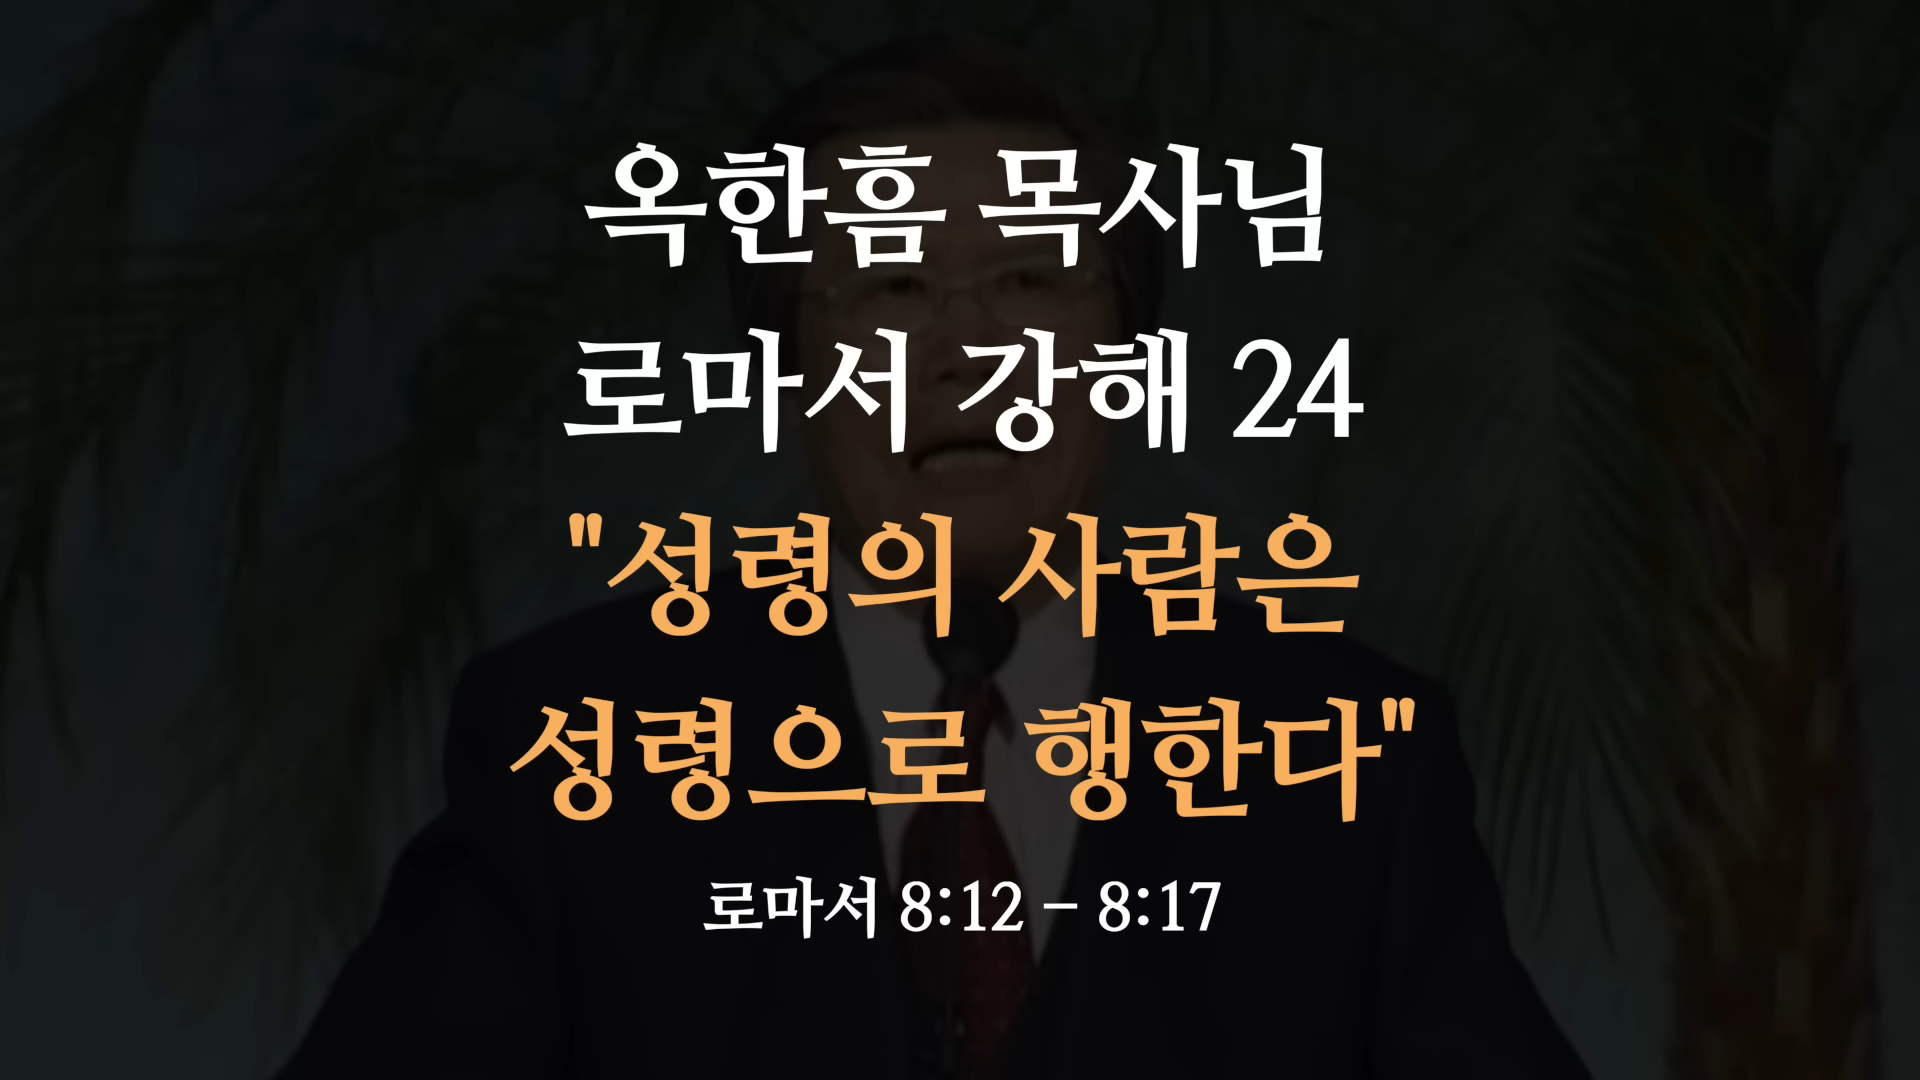 옥한흠 목사님
로마서 강해 24
"성령의 사람은
성령으로 행한다"
로마서 8:12 – 8:17